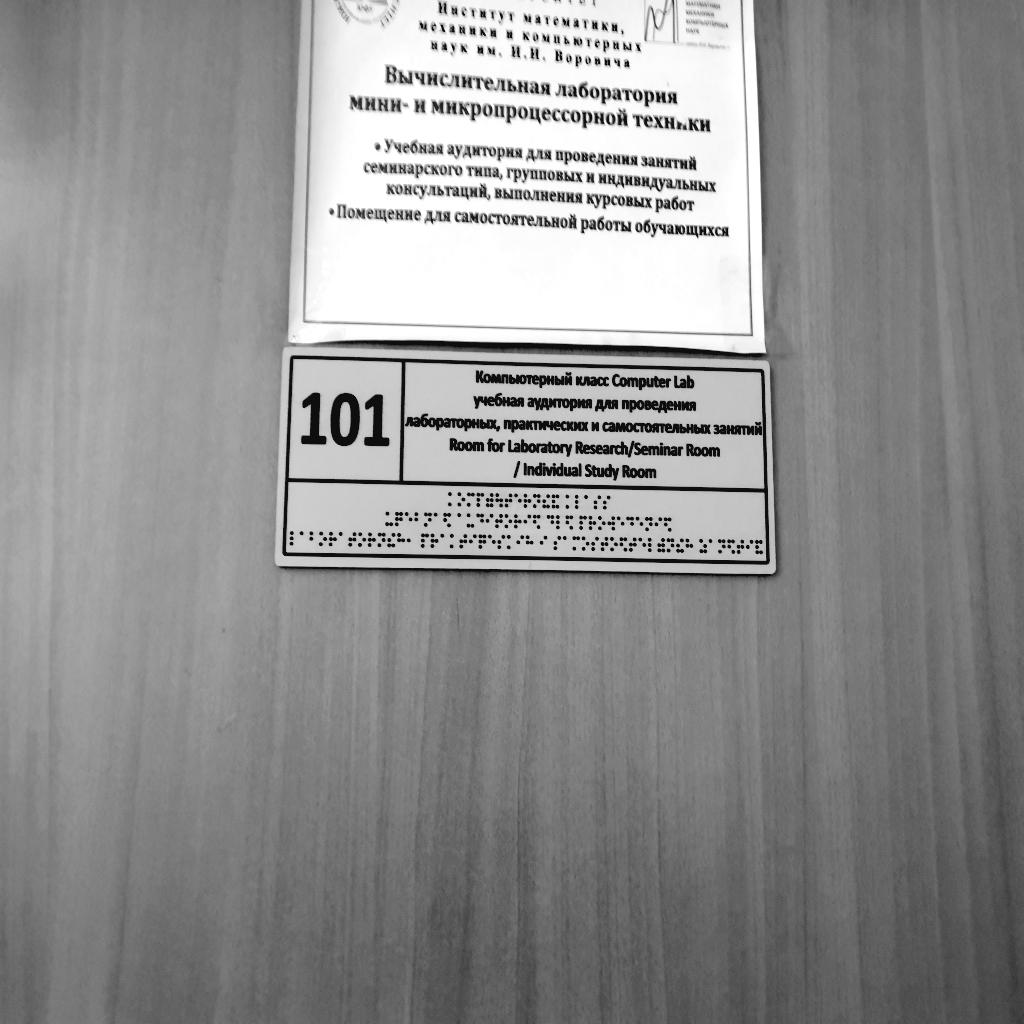 Институт математики,
механики и компьютерных
наук им. И.И. Воровича
Вычислительная лаборатория
мини- и микропроцессорной техники
• Учебная аудитория для проведения занятий
семинарского типа, групповых и индивидуальных
консультаций, выполнения курсовых работ
• Помещение для самостоятельной работы обучающихся
101
Компьютерный класс Computer Lab
учебная аудитория для проведения
лабораторных, практических и самостоятельных занятий
Room for Laboratory Research/Seminar Room
/ Individual Study Room